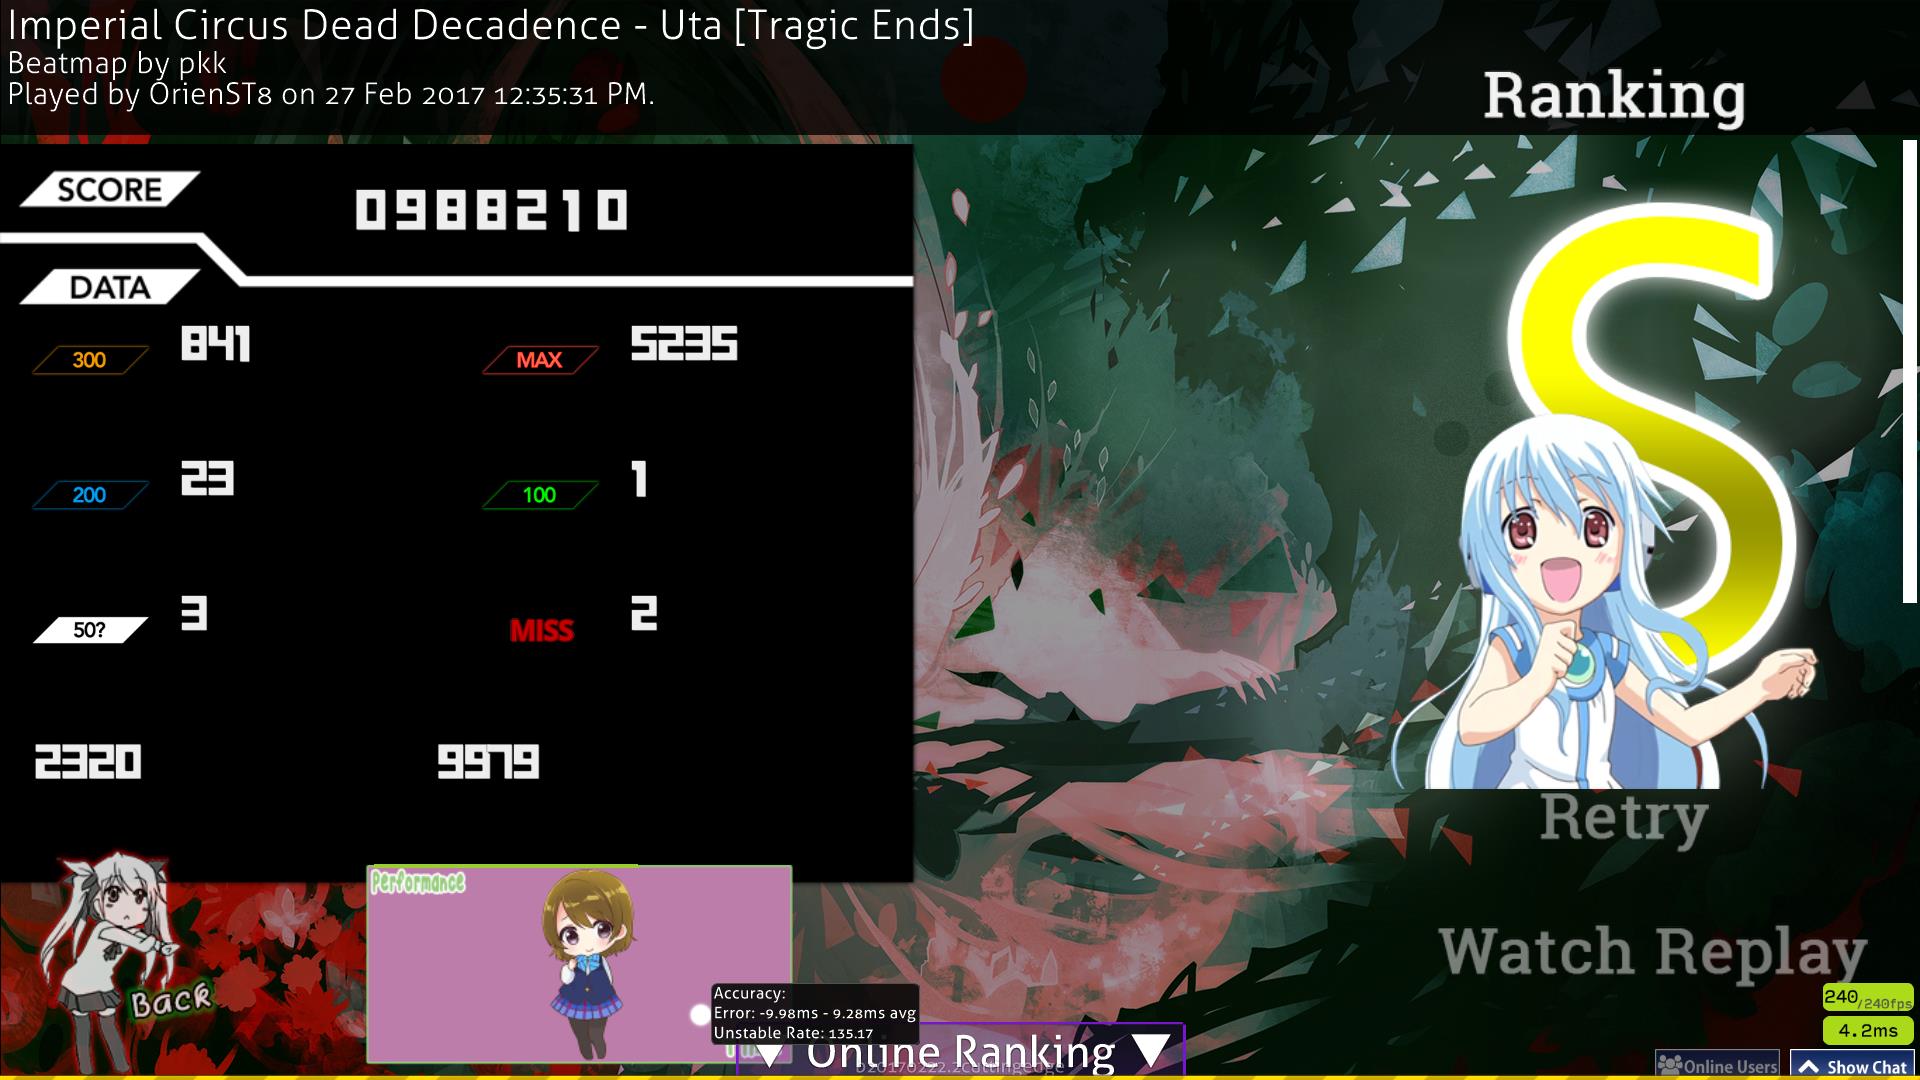 Imperial Circus Dead Decadence - Uta [Tragic Ends]
Beatmap by pkk
Played by OrienST8 on 27 Feb 2017 12:35:31 PM.
Ranking
SCORE
0988210
DATA
300
841
MAX
5235
200
23
100
1
50?
3
MISS
2
2320
9979
S
Retry
Watch Replay
Back
Performance
Accuracy:
Error: -9.98ms - 9.28ms avg
Unstable Rate: 135.17
Online Ranking
b20170222.2cuttingedge
240/240fps
4.2ms
Online Users
Show Chat